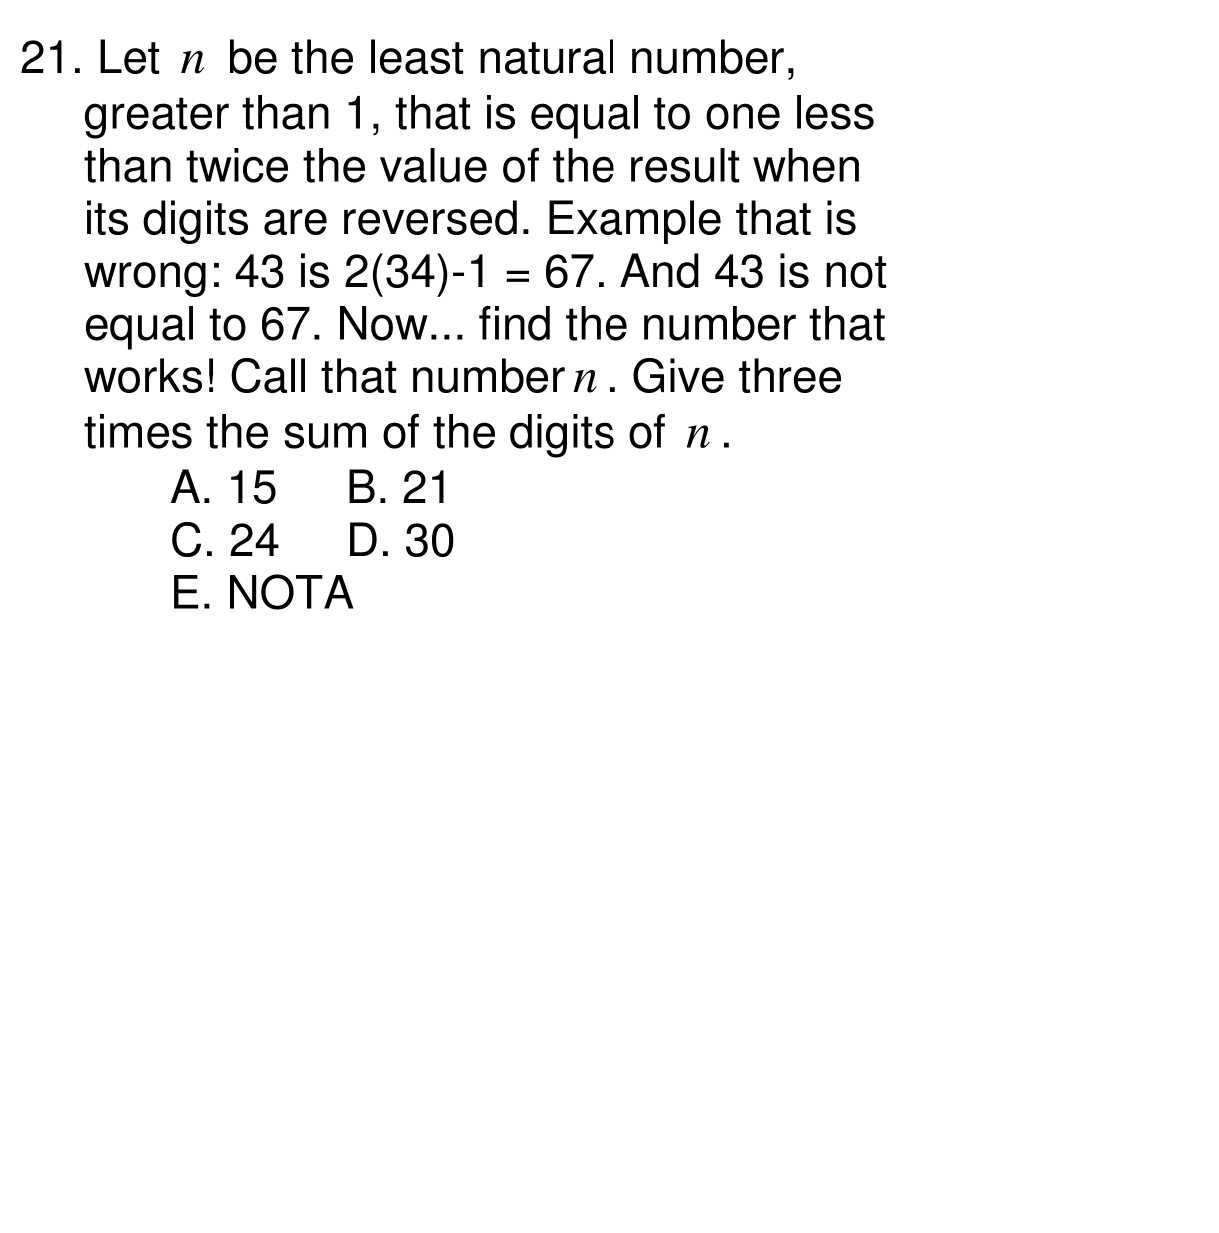 21. Let n be the least natural number,
greater than 1, that is equal to one less
than twice the value of the result when
its digits are reversed. Example that is
wrong: 43 is 2(34)-1 = 67. And 43 is not
equal to 67. Now... find the number that
works! Call that number n. Give three
times the sum of the digits of n.
A. 15 B. 21
C. 24 D. 30
E. NOTA